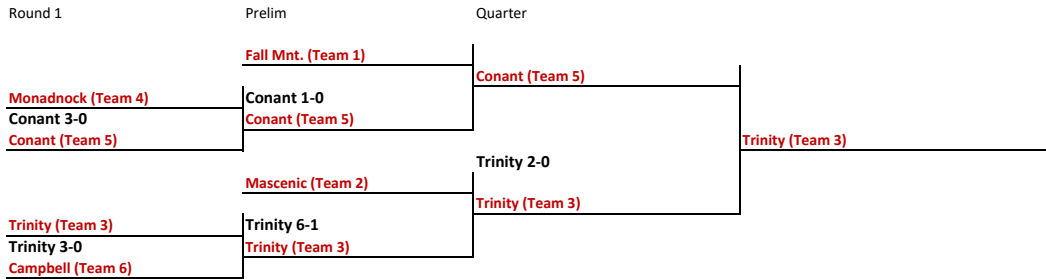 Round 1
Prelim
Quarter
Fall Mnt. (Team 1)
Conant (Team 5)
Monadnock (Team 4)
Conant 1-0
Conant 3-0
Conant (Team 5)
Conant (Team 5)
Trinity (Team 3)
Trinity 2-0
Mascenic (Team 2)
Trinity (Team 3)
Trinity (Team 3)
Trinity 6-1
Trinity 3-0
Trinity (Team 3)
Campbell (Team 6)